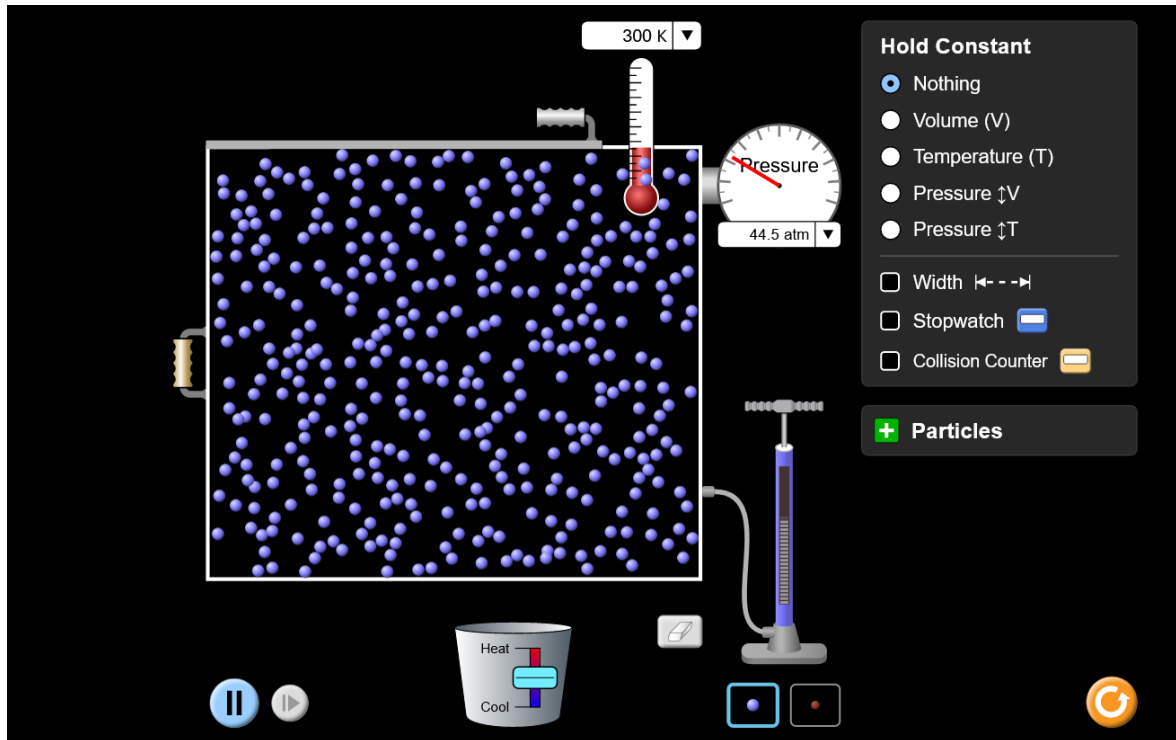 300 K
Hold Constant
Nothing
Volume (V)
Temperature (T)
Pressure ↕V
Pressure ↕T
Width
Stopwatch
Collision Counter
Particles
Pressure
44.5 atm
Heat
Cool